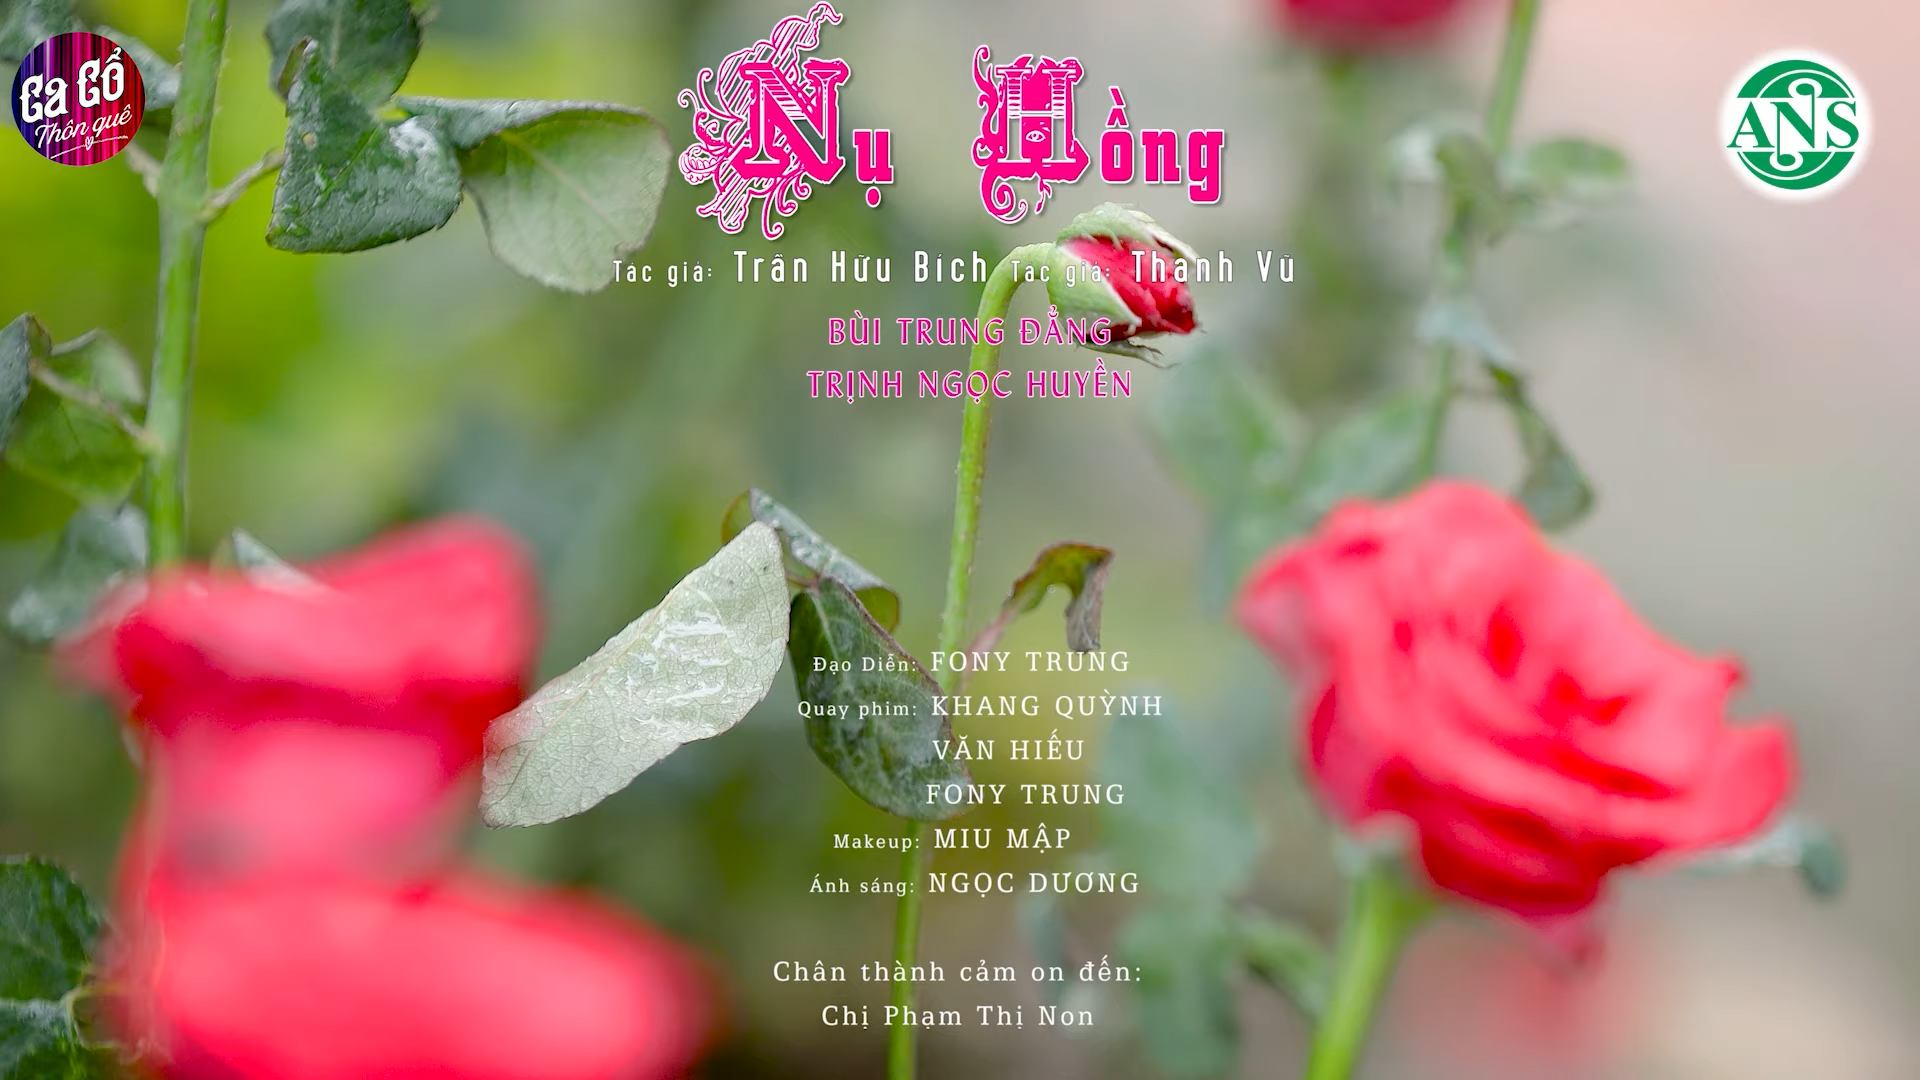 Ca Cổ
Thôn quê
ANS
Nụ Hồng
Tác giả: Trần Hữu Bích Tác giả: Thanh Vũ
BÙI TRUNG ĐẲNG
TRỊNH NGỌC HUYỀN
Đạo Diễn: FONY TRUNG
Quay phim: KHANG QUỲNH
VĂN HIẾU
FONY TRUNG
Makeup: MIU MẬP
Ánh sáng: NGỌC DƯƠNG
Chân thành cảm on đến:
Chị Phạm Thị Non